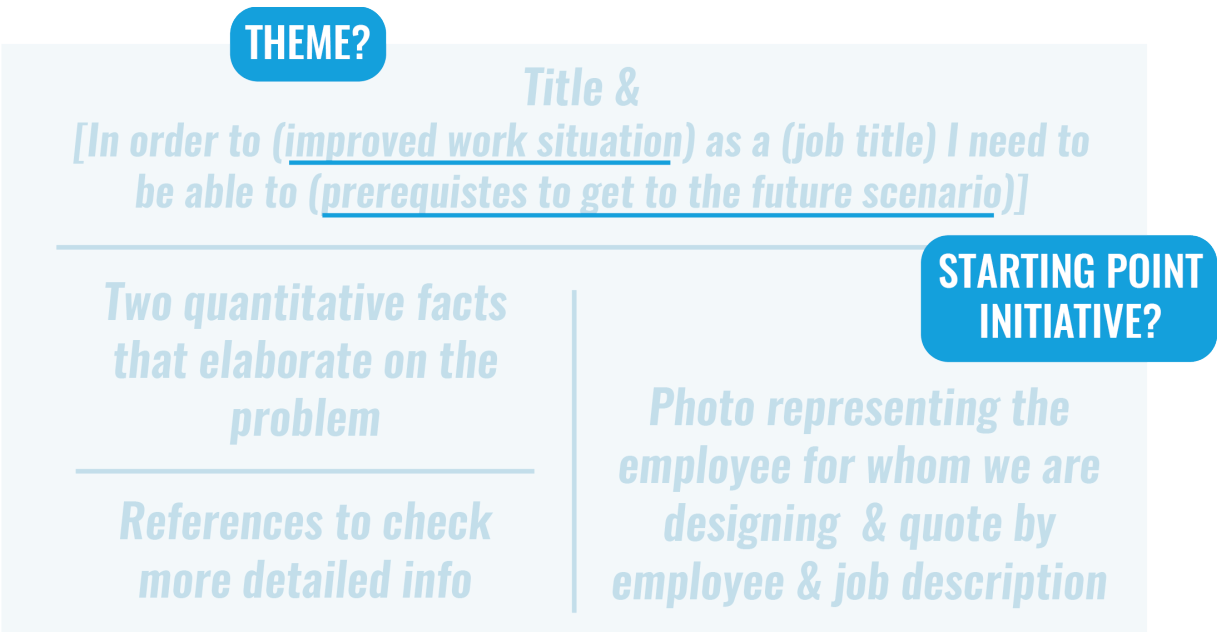 THEME?
Title &
[In order to (improved work situation) as a (job title) I need to
be able to (prerequistes to get to the future scenario)]
STARTING POINT
INITIATIVE?
Two quantitative facts
that elaborate on the
problem
References to check
more detailed info
Photo representing the
employee for whom we are
designing & quote by
employee & job description